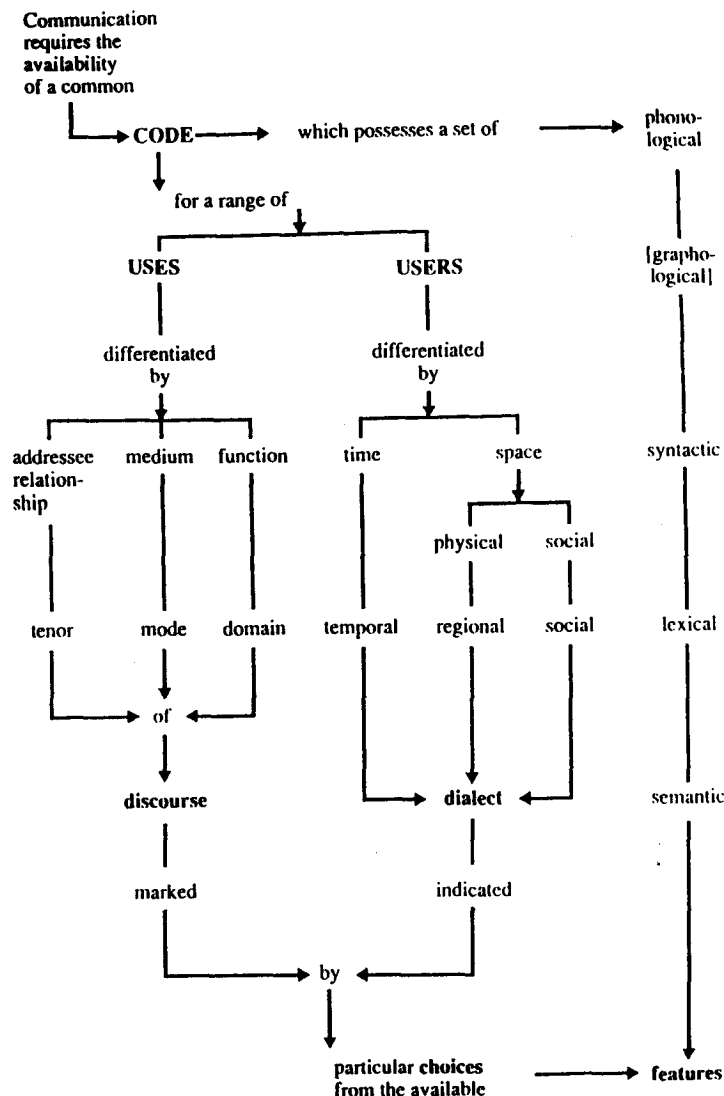 Communication
requires the
availability
of a common
CODE which possesses a set of phono-
logical
for a range of
[grapho-
logical]
USES USERS
differentiated
by
differentiated
by
addressee
relation-
ship
medium function time space syntactic
physical social
tenor mode domain temporal regional social lexical
of
discourse dialect semantic
marked indicated
by
particular choices
from the available
features